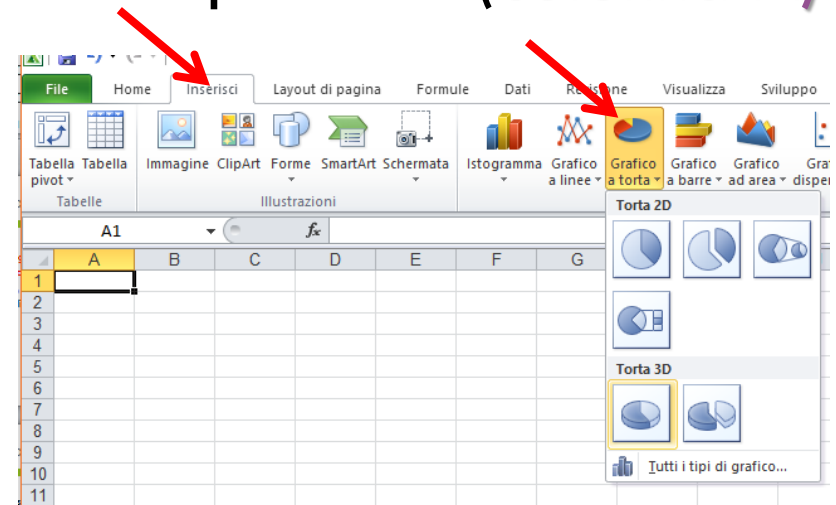 File Home Inserisci Layout di pagina Formule Dati Revisione Visualizza Sviluppo
Tabella pivot Tabella Immagine ClipArt Forme SmartArt Schermata Istogramma Grafico a linee Grafico a torta Grafico a barre Grafico ad area
Tabelle Illustrazioni
Torta 2D
A1 fx
A B C D E F G
1
2
3
4
5
Torta 3D
6
7
8
9
10
Tutti i tipi di grafico...
11